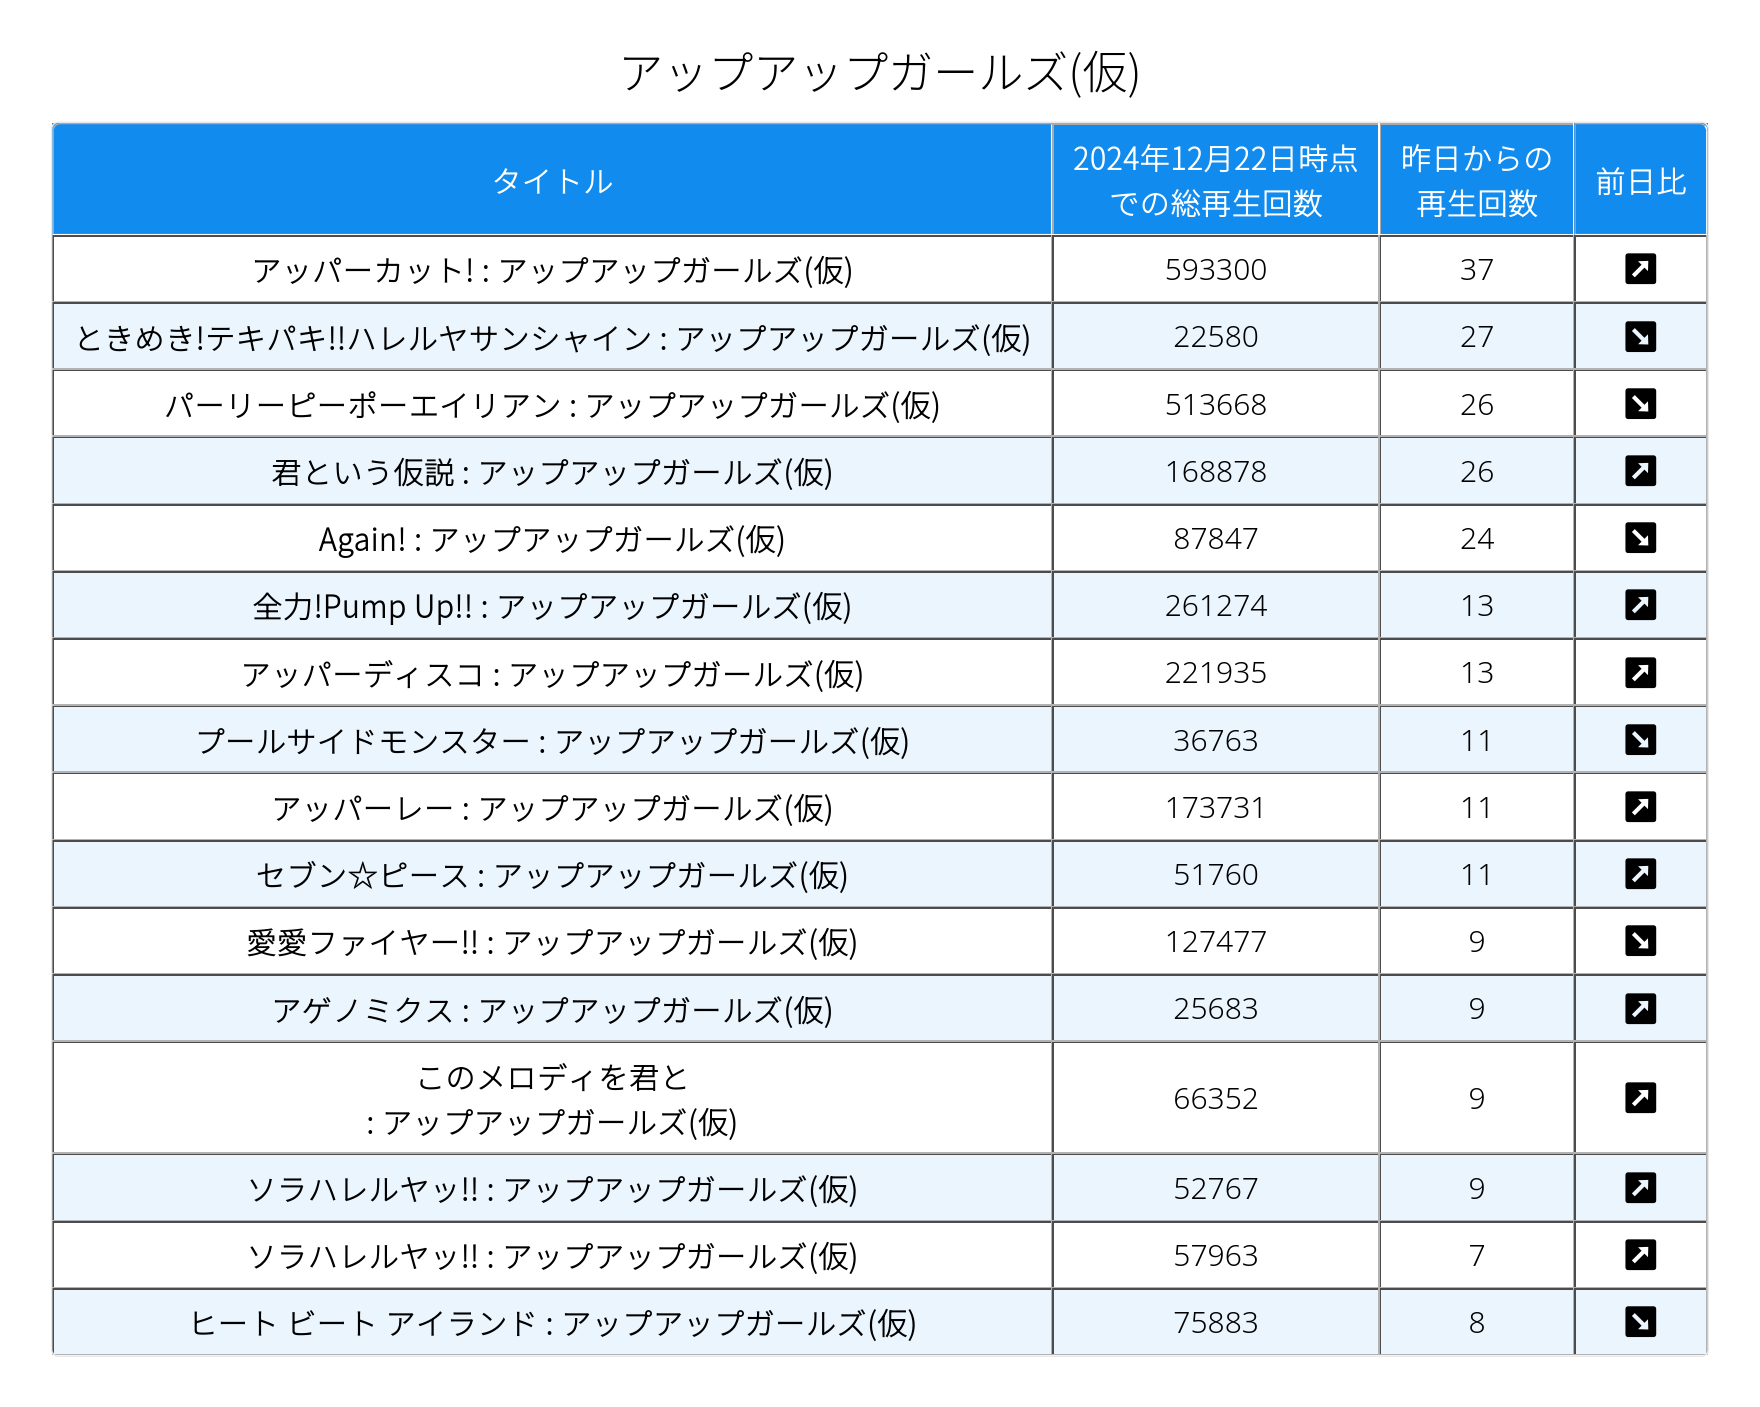 アップアップガールズ(仮)
タイトル
2024年12月22日時点
での総再生回数
昨日からの
再生回数
前日比
アッパーカット! : アップアップガールズ(仮) 593300 37
ときめき!テキパキ!!ハレルヤサンシャイン : アップアップガールズ(仮) 22580 27
パーリーピーポーエイリアン : アップアップガールズ(仮) 513668 26
君という仮説 : アップアップガールズ(仮) 168878 26
Again! : アップアップガールズ(仮) 87847 24
全力!Pump Up!! : アップアップガールズ(仮) 261274 13
アッパーディスコ : アップアップガールズ(仮) 221935 13
プールサイドモンスター : アップアップガールズ(仮) 36763 11
アッパーレー : アップアップガールズ(仮) 173731 11
セブン☆ピース : アップアップガールズ(仮) 51760 11
愛愛ファイヤー!! : アップアップガールズ(仮) 127477 9
アゲノミクス : アップアップガールズ(仮) 25683 9
このメロディを君と
: アップアップガールズ(仮) 66352 9
ソラハレルヤッ!! : アップアップガールズ(仮) 52767 9
ソラハレルヤッ!! : アップアップガールズ(仮) 57963 7
ヒート ビート アイランド : アップアップガールズ(仮) 75883 8